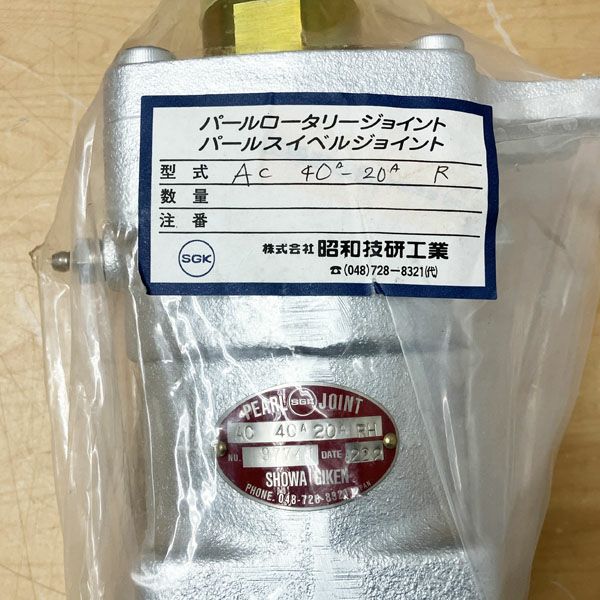 パールロータリージョイント
パールスイベルジョイント
型式 AC 40A-20A R
数量
注番
SGK 株式会社 昭和技研工業
☎(048)728-8321(代)
PEARL SGK JOINT
AC 40A 20A RH
NO. DATE
SHOWA GIKEN
PHONE. 048-728-832